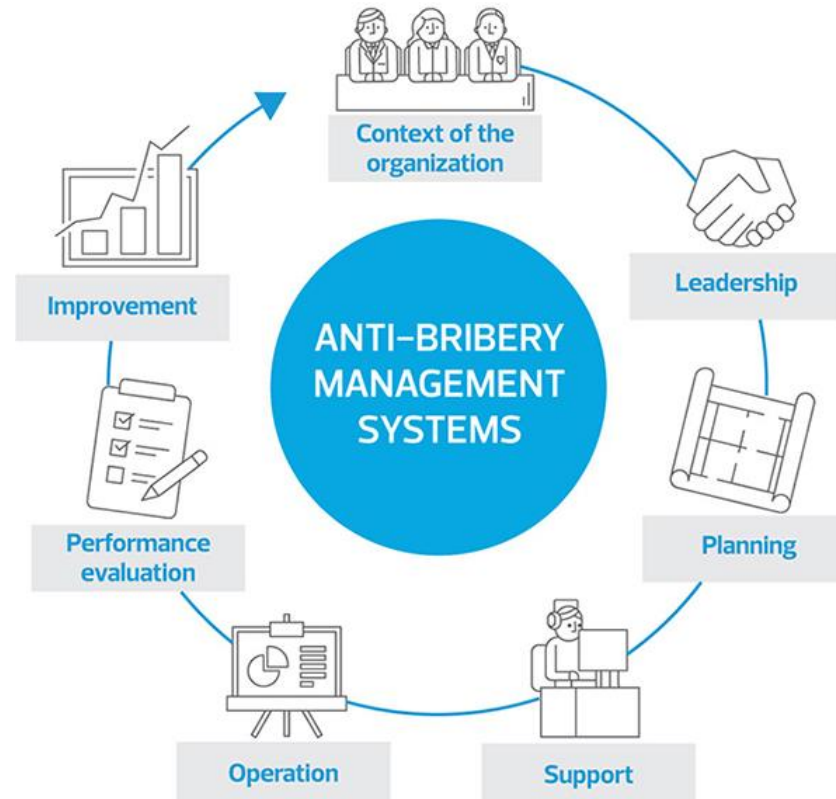 Context of the
organization
Leadership
Planning
Support
Operation
Performance
evaluation
Improvement
ANTI-BRIBERY
MANAGEMENT
SYSTEMS